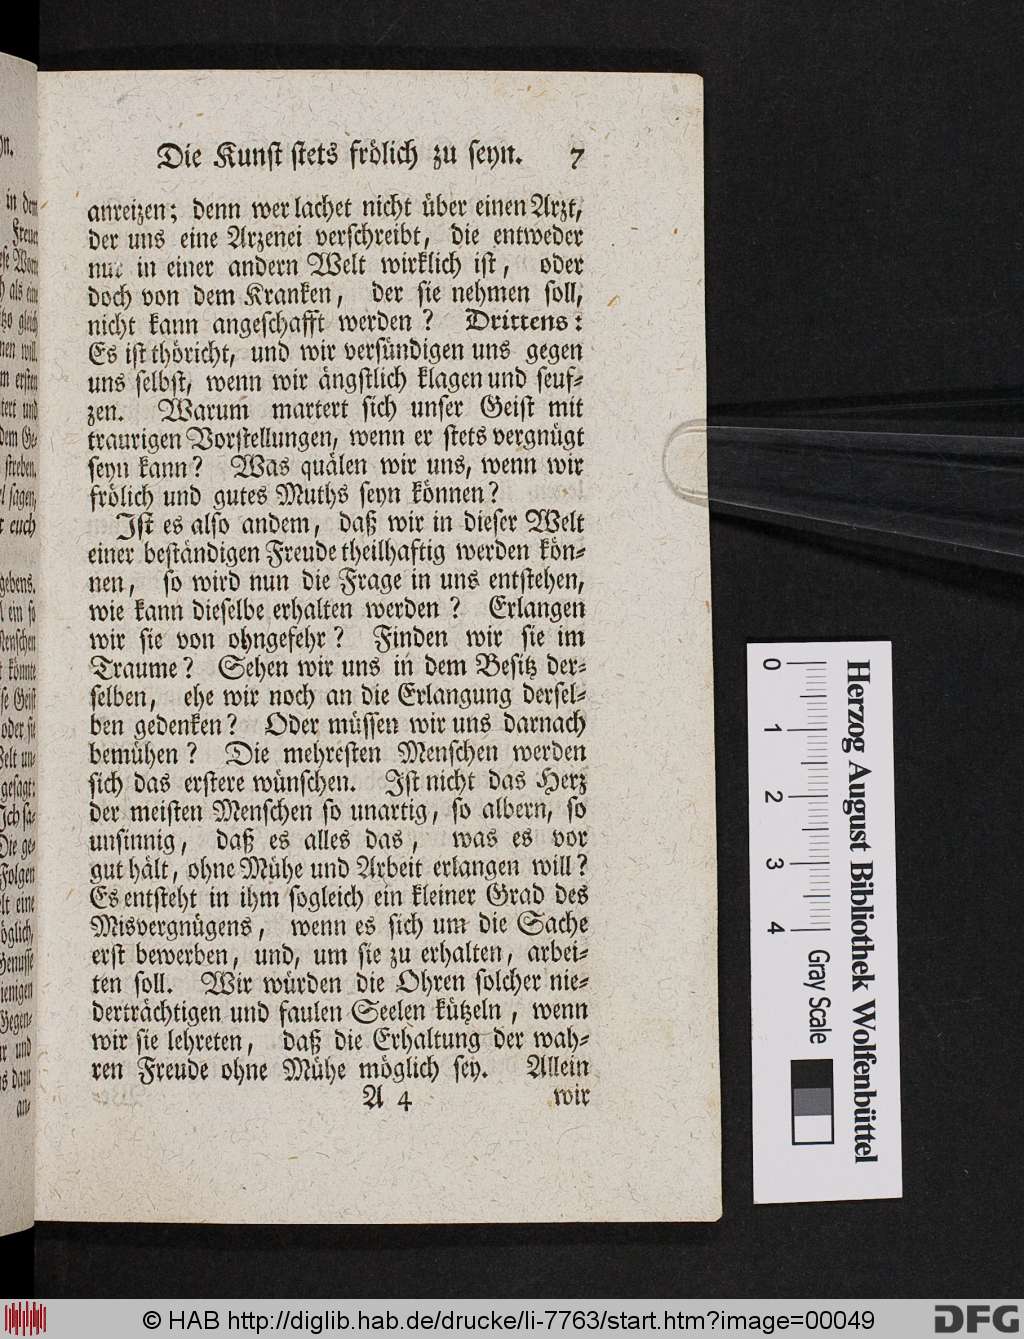 Die Kunst stets frölich zu seyn. 7
anreizen; denn wer lachet nicht über einen Arzt,
der uns eine Arzenei verschreibt, die entweder
nur in einer andern Welt wirklich ist, oder
doch von dem Kranken, der sie nehmen soll,
nicht kann angeschafft werden? Drittens:
Es ist thöricht, und wir versündigen uns gegen
uns selbst, wenn wir ängstlich klagen und seuf⸗
zen. Warum martert sich unser Geist mit
traurigen Vorstellungen, wenn er stets vergnügt
seyn kann? Was quälen wir uns, wenn wir
frölich und gutes Muths seyn können?
Ist es also andem, daß wir in dieser Welt
einer beständigen Freude theilhaftig werden kön⸗
nen, so wird nun die Frage in uns entstehen,
wie kann dieselbe erhalten werden? Erlangen
wir sie von ohngefehr? Finden wir sie im
Traume? Sehen wir uns in dem Besitz der⸗
selben, ehe wir noch an die Erlangung dersel⸗
ben gedenken? Oder müssen wir uns darnach
bemühen? Die mehresten Menschen werden
sich das erstere wünschen. Ist nicht das Herz
der meisten Menschen so unartig, so albern, so
unsinnig, daß es alles das, was es vor
gut hält, ohne Mühe und Arbeit erlangen will?
Es entsteht in ihm sogleich ein kleiner Grad des
Misvergnügens, wenn es sich um die Sache
erst bewerben, und, um sie zu erhalten, arbei⸗
ten soll. Wir würden die Ohren solcher nie⸗
derträchtigen und faulen Seelen kützeln, wenn
wir sie lehreten, daß die Erhaltung der wah⸗
ren Freude ohne Mühe möglich sey. Allein
A 4 wir
Herzog August Bibliothek Wolfenbüttel
0 1 2 3 4
Gray Scale
© HAB http://diglib.hab.de/drucke/li-7763/start.htm?image=00049
DFG